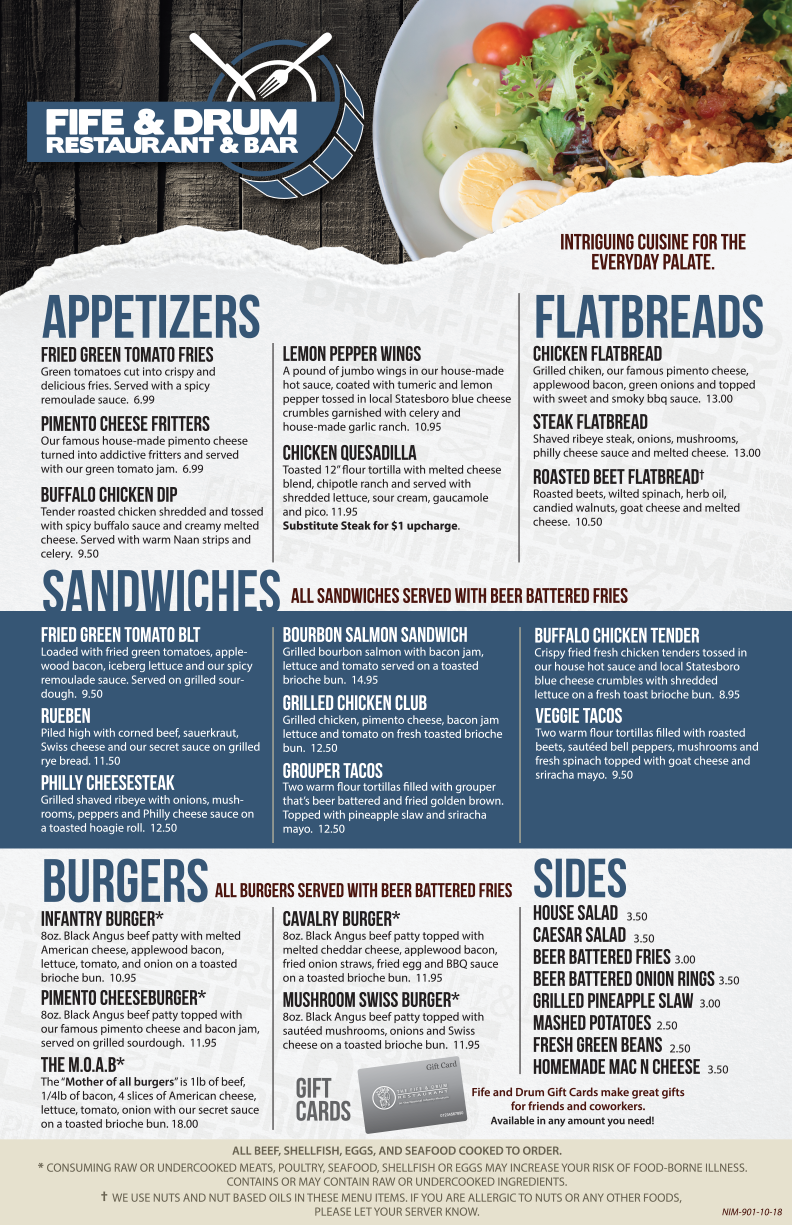 FIFE & DRUM
RESTAURANT & BAR
INTRIGUING CUISINE FOR THE
EVERYDAY PALATE.
APPETIZERS
FRIED GREEN TOMATO FRIES
Green tomatoes cut into crispy and
delicious fries. Served with a spicy
remoulade sauce. 6.99
PIMENTO CHEESE FRITTERS
Our famous house-made pimento cheese
turned into addictive fritters and served
with our green tomato jam. 6.99
BUFFALO CHICKEN DIP
Tender roasted chicken shredded and tossed
with spicy buffalo sauce and creamy melted
cheese. Served with warm Naan strips and
celery. 9.50
LEMON PEPPER WINGS
A pound of jumbo wings in our house-made
hot sauce, coated with tumeric and lemon
pepper tossed in local Statesboro blue cheese
crumbles garnished with celery and
house-made garlic ranch. 10.95
CHICKEN QUESADILLA
Toasted 12” flour tortilla with melted cheese
blend, chipotle ranch and served with
shredded lettuce, sour cream, gaucamole
and pico. 11.95
Substitute Steak for $1 upcharge.
FLATBREADS
CHICKEN FLATBREAD
Grilled chiken, our famous pimento cheese,
applewood bacon, green onions and topped
with sweet and smoky bbq sauce. 13.00
STEAK FLATBREAD
Shaved ribeye steak, onions, mushrooms,
philly cheese sauce and melted cheese. 13.00
ROASTED BEET FLATBREAD†
Roasted beets, wilted spinach, herb oil,
candied walnuts, goat cheese and melted
cheese. 10.50
SANDWICHES ALL SANDWICHES SERVED WITH BEER BATTERED FRIES
FRIED GREEN TOMATO BLT
Loaded with fried green tomatoes, apple-
wood bacon, iceberg lettuce and our spicy
remoulade sauce. Served on grilled sour-
dough. 9.50
RUEBEN
Piled high with corned beef, sauerkraut,
Swiss cheese and our secret sauce on grilled
rye bread. 11.50
PHILLY CHEESESTEAK
Grilled shaved ribeye with onions, mush-
rooms, peppers and Philly cheese sauce on
a toasted hoagie roll. 12.50
BOURBON SALMON SANDWICH
Grilled bourbon salmon with bacon jam,
lettuce and tomato served on a toasted
brioche bun. 14.95
GRILLED CHICKEN CLUB
Grilled chicken, pimento cheese, bacon jam
lettuce and tomato on fresh toasted brioche
bun. 12.50
GROUPER TACOS
Two warm flour tortillas filled with grouper
that’s beer battered and fried golden brown.
Topped with pineapple slaw and sriracha
mayo. 12.50
BUFFALO CHICKEN TENDER
Crispy fried fresh chicken tenders tossed in
our house hot sauce and local Statesboro
blue cheese crumbles with shredded
lettuce on a fresh toast brioche bun. 8.95
VEGGIE TACOS
Two warm flour tortillas filled with roasted
beets, sautéed bell peppers, mushrooms and
fresh spinach topped with goat cheese and
sriracha mayo. 9.50
BURGERS ALL BURGERS SERVED WITH BEER BATTERED FRIES
INFANTRY BURGER*
8oz. Black Angus beef patty with melted
American cheese, applewood bacon,
lettuce, tomato, and onion on a toasted
brioche bun. 10.95
PIMENTO CHEESEBURGER*
8oz. Black Angus beef patty topped with
our famous pimento cheese and bacon jam,
served on grilled sourdough. 11.95
THE M.O.A.B*
The “Mother of all burgers” is 1lb of beef,
1/4lb of bacon, 4 slices of American cheese,
lettuce, tomato, onion with our secret sauce
on a toasted brioche bun. 18.00
CAVALRY BURGER*
8oz. Black Angus beef patty topped with
melted cheddar cheese, applewood bacon,
fried onion straws, fried egg and BBQ sauce
on a toasted brioche bun. 11.95
MUSHROOM SWISS BURGER*
8oz. Black Angus beef patty topped with
sautéed mushrooms, onions and Swiss
cheese on a toasted brioche bun. 11.95
SIDES
HOUSE SALAD 3.50
CAESAR SALAD 3.50
BEER BATTERED FRIES 3.00
BEER BATTERED ONION RINGS 3.50
GRILLED PINEAPPLE SLAW 3.00
MASHED POTATOES 2.50
FRESH GREEN BEANS 2.50
HOMEMADE MAC N CHEESE 3.50
GIFT
CARDS
Gift Card
THE FIFE & DRUM
RESTAURANT
Fife and Drum Gift Cards make great gifts
for friends and coworkers.
Available in any amount you need!
ALL BEEF, SHELLFISH, EGGS, AND SEAFOOD COOKED TO ORDER.
* CONSUMING RAW OR UNDERCOOKED MEATS, POULTRY, SEAFOOD, SHELLFISH OR EGGS MAY INCREASE YOUR RISK OF FOOD-BORNE ILLNESS.
CONTAINS OR MAY CONTAIN RAW OR UNDERCOOKED INGREDIENTS.
† WE USE NUTS AND NUT BASED OILS IN THESE MENU ITEMS. IF YOU ARE ALLERGIC TO NUTS OR ANY OTHER FOODS,
PLEASE LET YOUR SERVER KNOW.
NIM-901-10-18